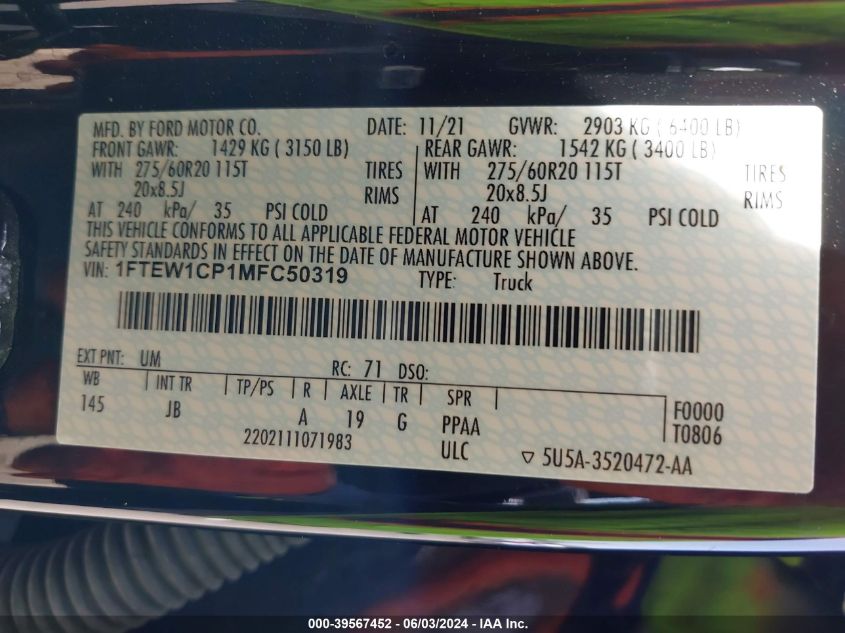 MFD. BY FORD MOTOR CO. DATE: 11/21 GVWR: 2903 KG ( 6400 LB)
FRONT GAWR: 1429 KG ( 3150 LB) REAR GAWR: 1542 KG ( 3400 LB)
WITH 275/60R20 115T TIRES WITH 275/60R20 115T TIRES
20x8.5J RIMS 20x8.5J RIMS
AT 240 kPa/ 35 PSI COLD AT 240 kPa/ 35 PSI COLD
THIS VEHICLE CONFORMS TO ALL APPLICABLE FEDERAL MOTOR VEHICLE
SAFETY STANDARDS IN EFFECT ON THE DATE OF MANUFACTURE SHOWN ABOVE.
VIN: 1FTEW1CP1MFC50319 TYPE: Truck
EXT PNT: UM RC: 71 DSO:
WB INT TR TP/PS R AXLE TR SPR
145 JB A 19 G PPAA F0000
2202111071983 ULC T0806
▽ 5U5A-3520472-AA
000-39567452 - 06/03/2024 - IAA Inc.